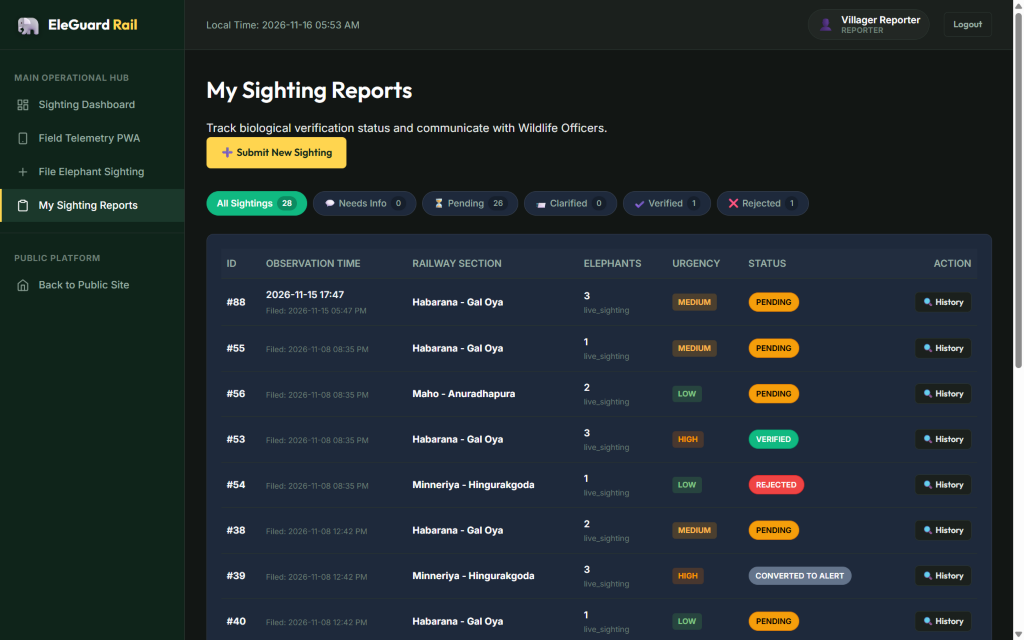 EleGuard Rail
Local Time: 2026-11-16 05:53 AM
Villager Reporter
REPORTER
Logout
MAIN OPERATIONAL HUB
Sighting Dashboard
Field Telemetry PWA
File Elephant Sighting
My Sighting Reports
PUBLIC PLATFORM
Back to Public Site
My Sighting Reports
Track biological verification status and communicate with Wildlife Officers.
Submit New Sighting
All Sightings 28 Needs Info 0 Pending 26 Clarified 0 Verified 1 Rejected 1
ID OBSERVATION TIME RAILWAY SECTION ELEPHANTS URGENCY STATUS ACTION
#88 2026-11-15 17:47 Habarana - Gal Oya 3 MEDIUM PENDING History
Filed: 2026-11-15 05:47 PM live_sighting
#55 Filed: 2026-11-08 08:35 PM Habarana - Gal Oya 1 MEDIUM PENDING History
live_sighting
#56 Filed: 2026-11-08 08:35 PM Maho - Anuradhapura 2 LOW PENDING History
live_sighting
#53 Filed: 2026-11-08 08:35 PM Habarana - Gal Oya 3 HIGH VERIFIED History
live_sighting
#54 Filed: 2026-11-08 08:35 PM Minneriya - Hingurakgoda 1 LOW REJECTED History
live_sighting
#38 Filed: 2026-11-08 12:42 PM Habarana - Gal Oya 2 MEDIUM PENDING History
live_sighting
#39 Filed: 2026-11-08 12:42 PM Minneriya - Hingurakgoda 3 HIGH CONVERTED TO ALERT History
live_sighting
#40 Filed: 2026-11-08 12:42 PM Habarana - Gal Oya 1 LOW PENDING History
live_sighting